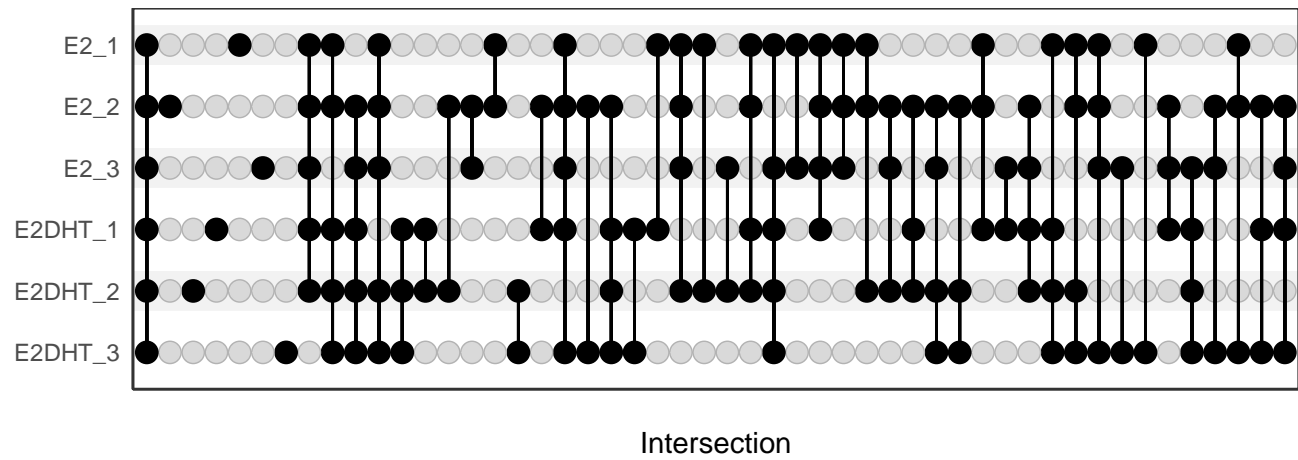 E2_1
E2_2
E2_3
E2DHT_1
E2DHT_2
E2DHT_3
Intersection